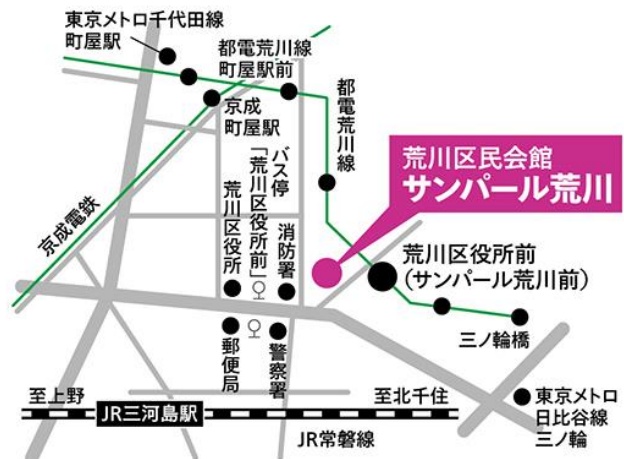 東京メトロ千代田線
町屋駅
都電荒川線
町屋駅前
京成
町屋駅
都電荒川線
荒川区民会館
サンパール荒川
京成電鉄
荒川区役所
バス停
「荒川区役所前」
消防署
荒川区役所前
(サンパール荒川前)
三ノ輪橋
郵便局
警察署
至上野
JR三河島駅
至北千住
JR常磐線
東京メトロ
日比谷線
三ノ輪